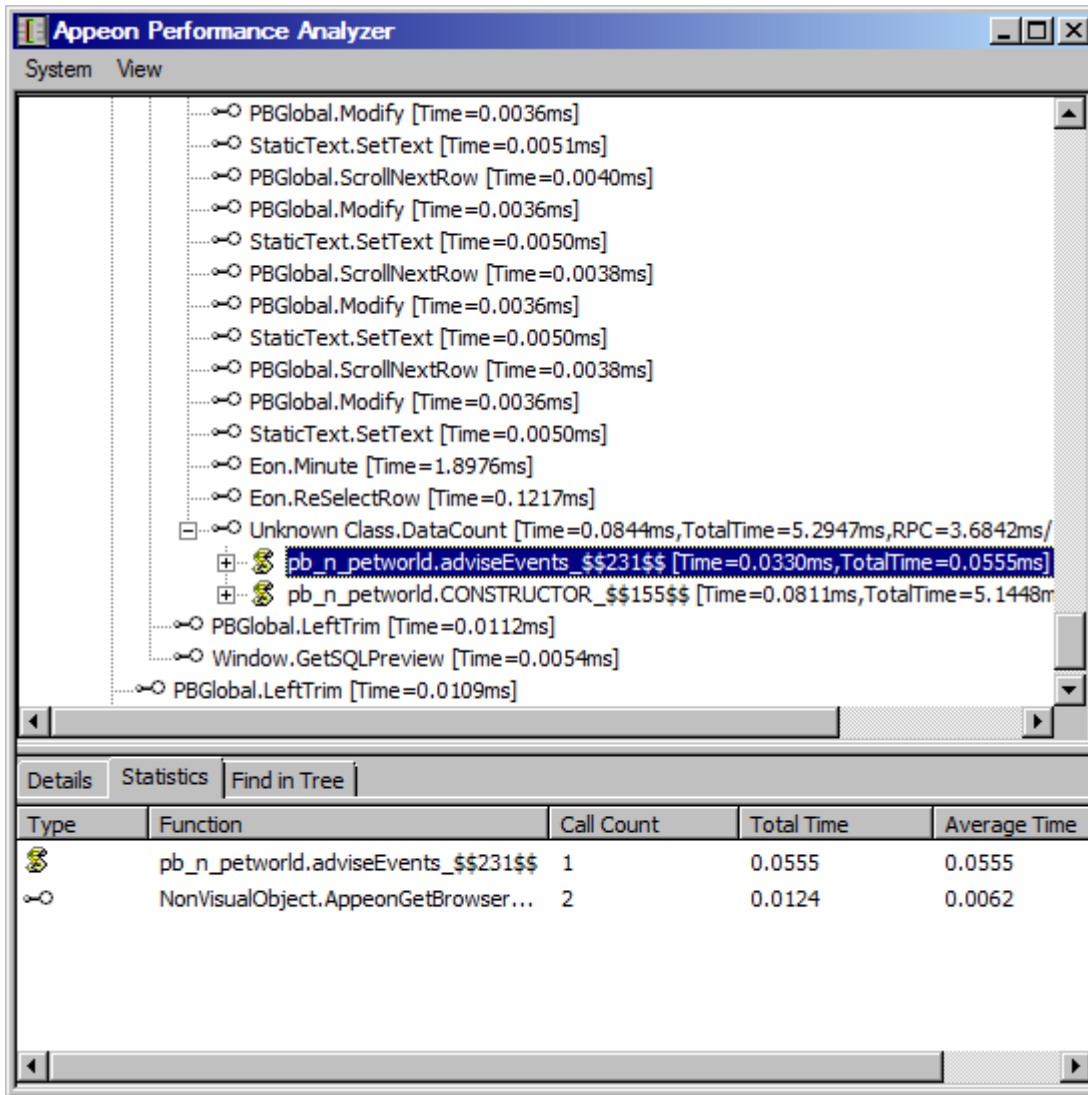 Appeon Performance Analyzer
System View
PBGlobal.Modify [Time=0.0036ms]
StaticText.SetText [Time=0.0051ms]
PBGlobal.ScrollNextRow [Time=0.0040ms]
PBGlobal.Modify [Time=0.0036ms]
StaticText.SetText [Time=0.0050ms]
PBGlobal.ScrollNextRow [Time=0.0038ms]
PBGlobal.Modify [Time=0.0036ms]
StaticText.SetText [Time=0.0050ms]
PBGlobal.ScrollNextRow [Time=0.0038ms]
PBGlobal.Modify [Time=0.0036ms]
StaticText.SetText [Time=0.0050ms]
Eon.Minute [Time=1.8976ms]
Eon.ReSelectRow [Time=0.1217ms]
Unknown Class.DataCount [Time=0.0844ms,TotalTime=5.2947ms,RPC=3.6842ms/
pb_n_petworld.adviseEvents_$$231$$ [Time=0.0330ms,TotalTime=0.0555ms]
pb_n_petworld.CONSTRUCTOR_$$155$$ [Time=0.0811ms,TotalTime=5.1448m
PBGlobal.LeftTrim [Time=0.0112ms]
Window.GetSQLPreview [Time=0.0054ms]
PBGlobal.LeftTrim [Time=0.0109ms]
Details Statistics Find in Tree
Type Function Call Count Total Time Average Time
pb_n_petworld.adviseEvents_$$231$$ 1 0.0555 0.0555
NonVisualObject.AppeonGetBrowser... 2 0.0124 0.0062